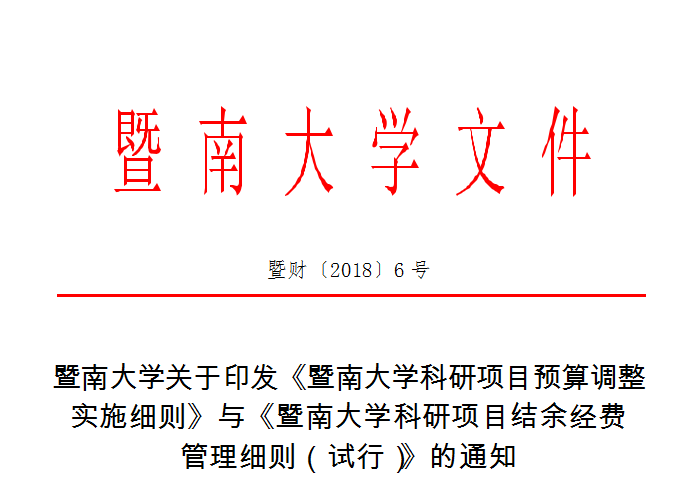 暨南大学文件
暨财〔2018〕6号
暨南大学关于印发《暨南大学科研项目预算调整
实施细则》与《暨南大学科研项目结余经费
管理细则（试行）》的通知